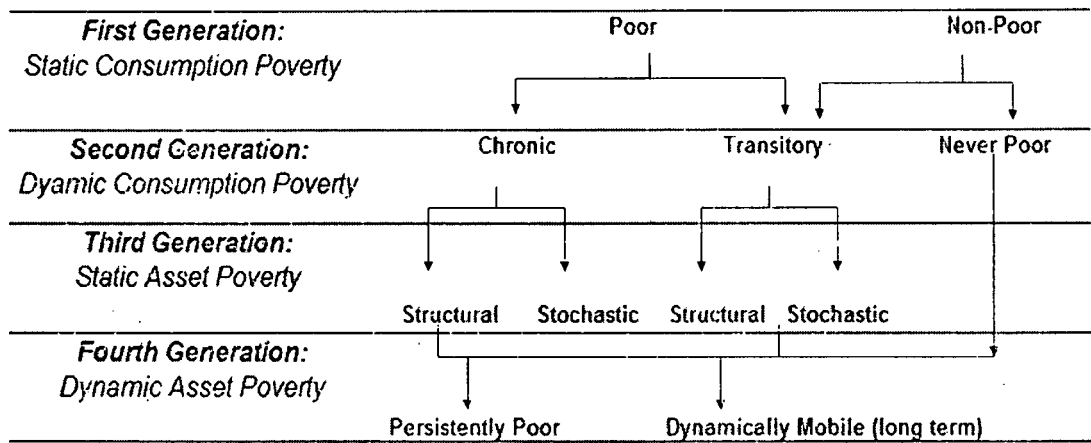 First Generation: Poor Non-Poor
Static Consumption Poverty
Second Generation: Chronic Transitory Never Poor
Dyamic Consumption Poverty
Third Generation:
Static Asset Poverty
Structural Stochastic Structural Stochastic
Fourth Generation:
Dynamic Asset Poverty
Persistently Poor Dynamically Mobile (long term)